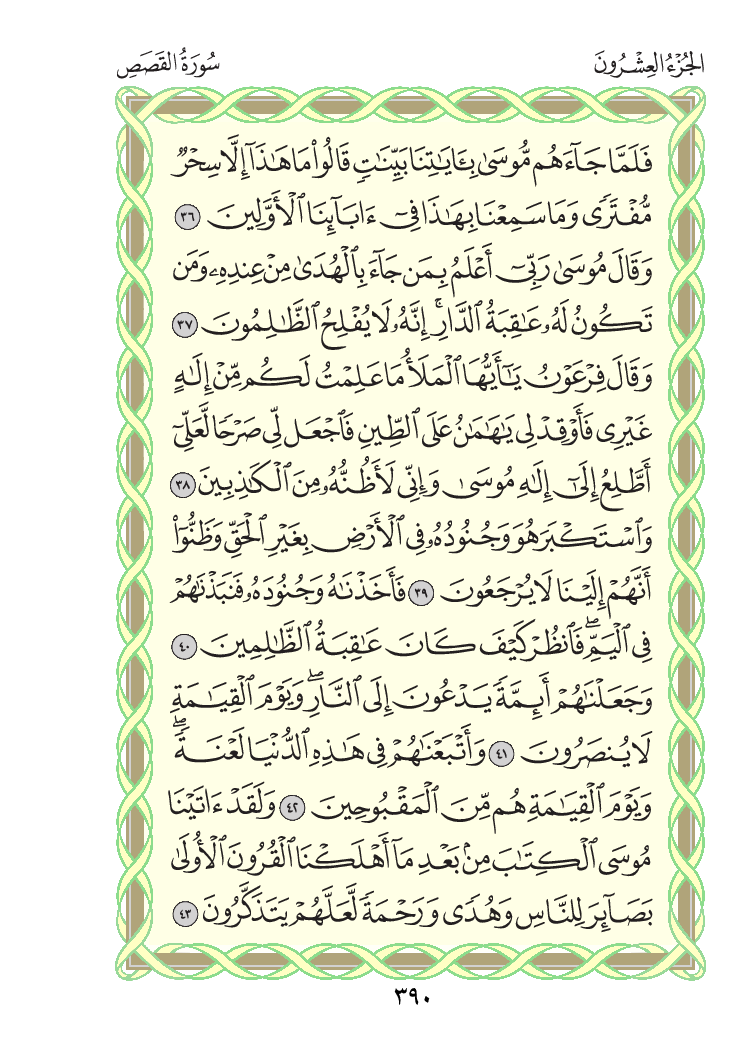 الجُزْءُ العِشْرُونَ
سُورَةُ القَصَصِ
فَلَمَّا جَآءَهُم مُّوسَىٰ بِـَٔايَـٰتِنَا بَيِّنَـٰتٖ قَالُوا۟ مَا هَـٰذَآ إِلَّا سِحْرٌ
مُّفْتَرًى وَمَا سَمِعْنَا بِهَـٰذَا فِىٓ ءَابَآئِنَا ٱلْأَوَّلِينَ ٣٦
وَقَالَ مُوسَىٰ رَبِّىٓ أَعْلَمُ بِمَن جَآءَ بِٱلْهُدَىٰ مِنْ عِندِهِۦ وَمَن
تَكُونُ لَهُۥ عَـٰقِبَةُ ٱلدَّارِ ۚ إِنَّهُۥ لَا يُفْلِحُ ٱلظَّـٰلِمُونَ ٣٧
وَقَالَ فِرْعَوْنُ يَـٰٓأَيُّهَا ٱلْمَلَأُ مَا عَلِمْتُ لَكُم مِّنْ إِلَـٰهٍ
غَيْرِى فَأَوْقِدْ لِى يَـٰهَـٰمَـٰنُ عَلَى ٱلطِّينِ فَٱجْعَل لِّى صَرْحًا لَّعَلِّىٓ
أَطَّلِعُ إِلَىٰٓ إِلَـٰهِ مُوسَىٰ وَإِنِّى لَأَظُنُّهُۥ مِنَ ٱلْكَـٰذِبِينَ ٣٨
وَٱسْتَكْبَرَ هُوَ وَجُنُودُهُۥ فِى ٱلْأَرْضِ بِغَيْرِ ٱلْحَقِّ وَظَنُّوٓا۟
أَنَّهُمْ إِلَيْنَا لَا يُرْجَعُونَ ٣٩ فَأَخَذْنَـٰهُ وَجُنُودَهُۥ فَنَبَذْنَـٰهُمْ
فِى ٱلْيَمِّ ۖ فَٱنظُرْ كَيْفَ كَانَ عَـٰقِبَةُ ٱلظَّـٰلِمِينَ ٤٠
وَجَعَلْنَـٰهُمْ أَئِمَّةً يَدْعُونَ إِلَى ٱلنَّارِ ۖ وَيَوْمَ ٱلْقِيَـٰمَةِ
لَا يُنصَرُونَ ٤١ وَأَتْبَعْنَـٰهُمْ فِى هَـٰذِهِ ٱلدُّنْيَا لَعْنَةً ۖ
وَيَوْمَ ٱلْقِيَـٰمَةِ هُم مِّنَ ٱلْمَقْبُوحِينَ ٤٢ وَلَقَدْ ءَاتَيْنَا
مُوسَى ٱلْكِتَـٰبَ مِنۢ بَعْدِ مَآ أَهْلَكْنَا ٱلْقُرُونَ ٱلْأُولَىٰ
بَصَآئِرَ لِلنَّاسِ وَهُدًى وَرَحْمَةً لَّعَلَّهُمْ يَتَذَكَّرُونَ ٤٣
٣٩٠